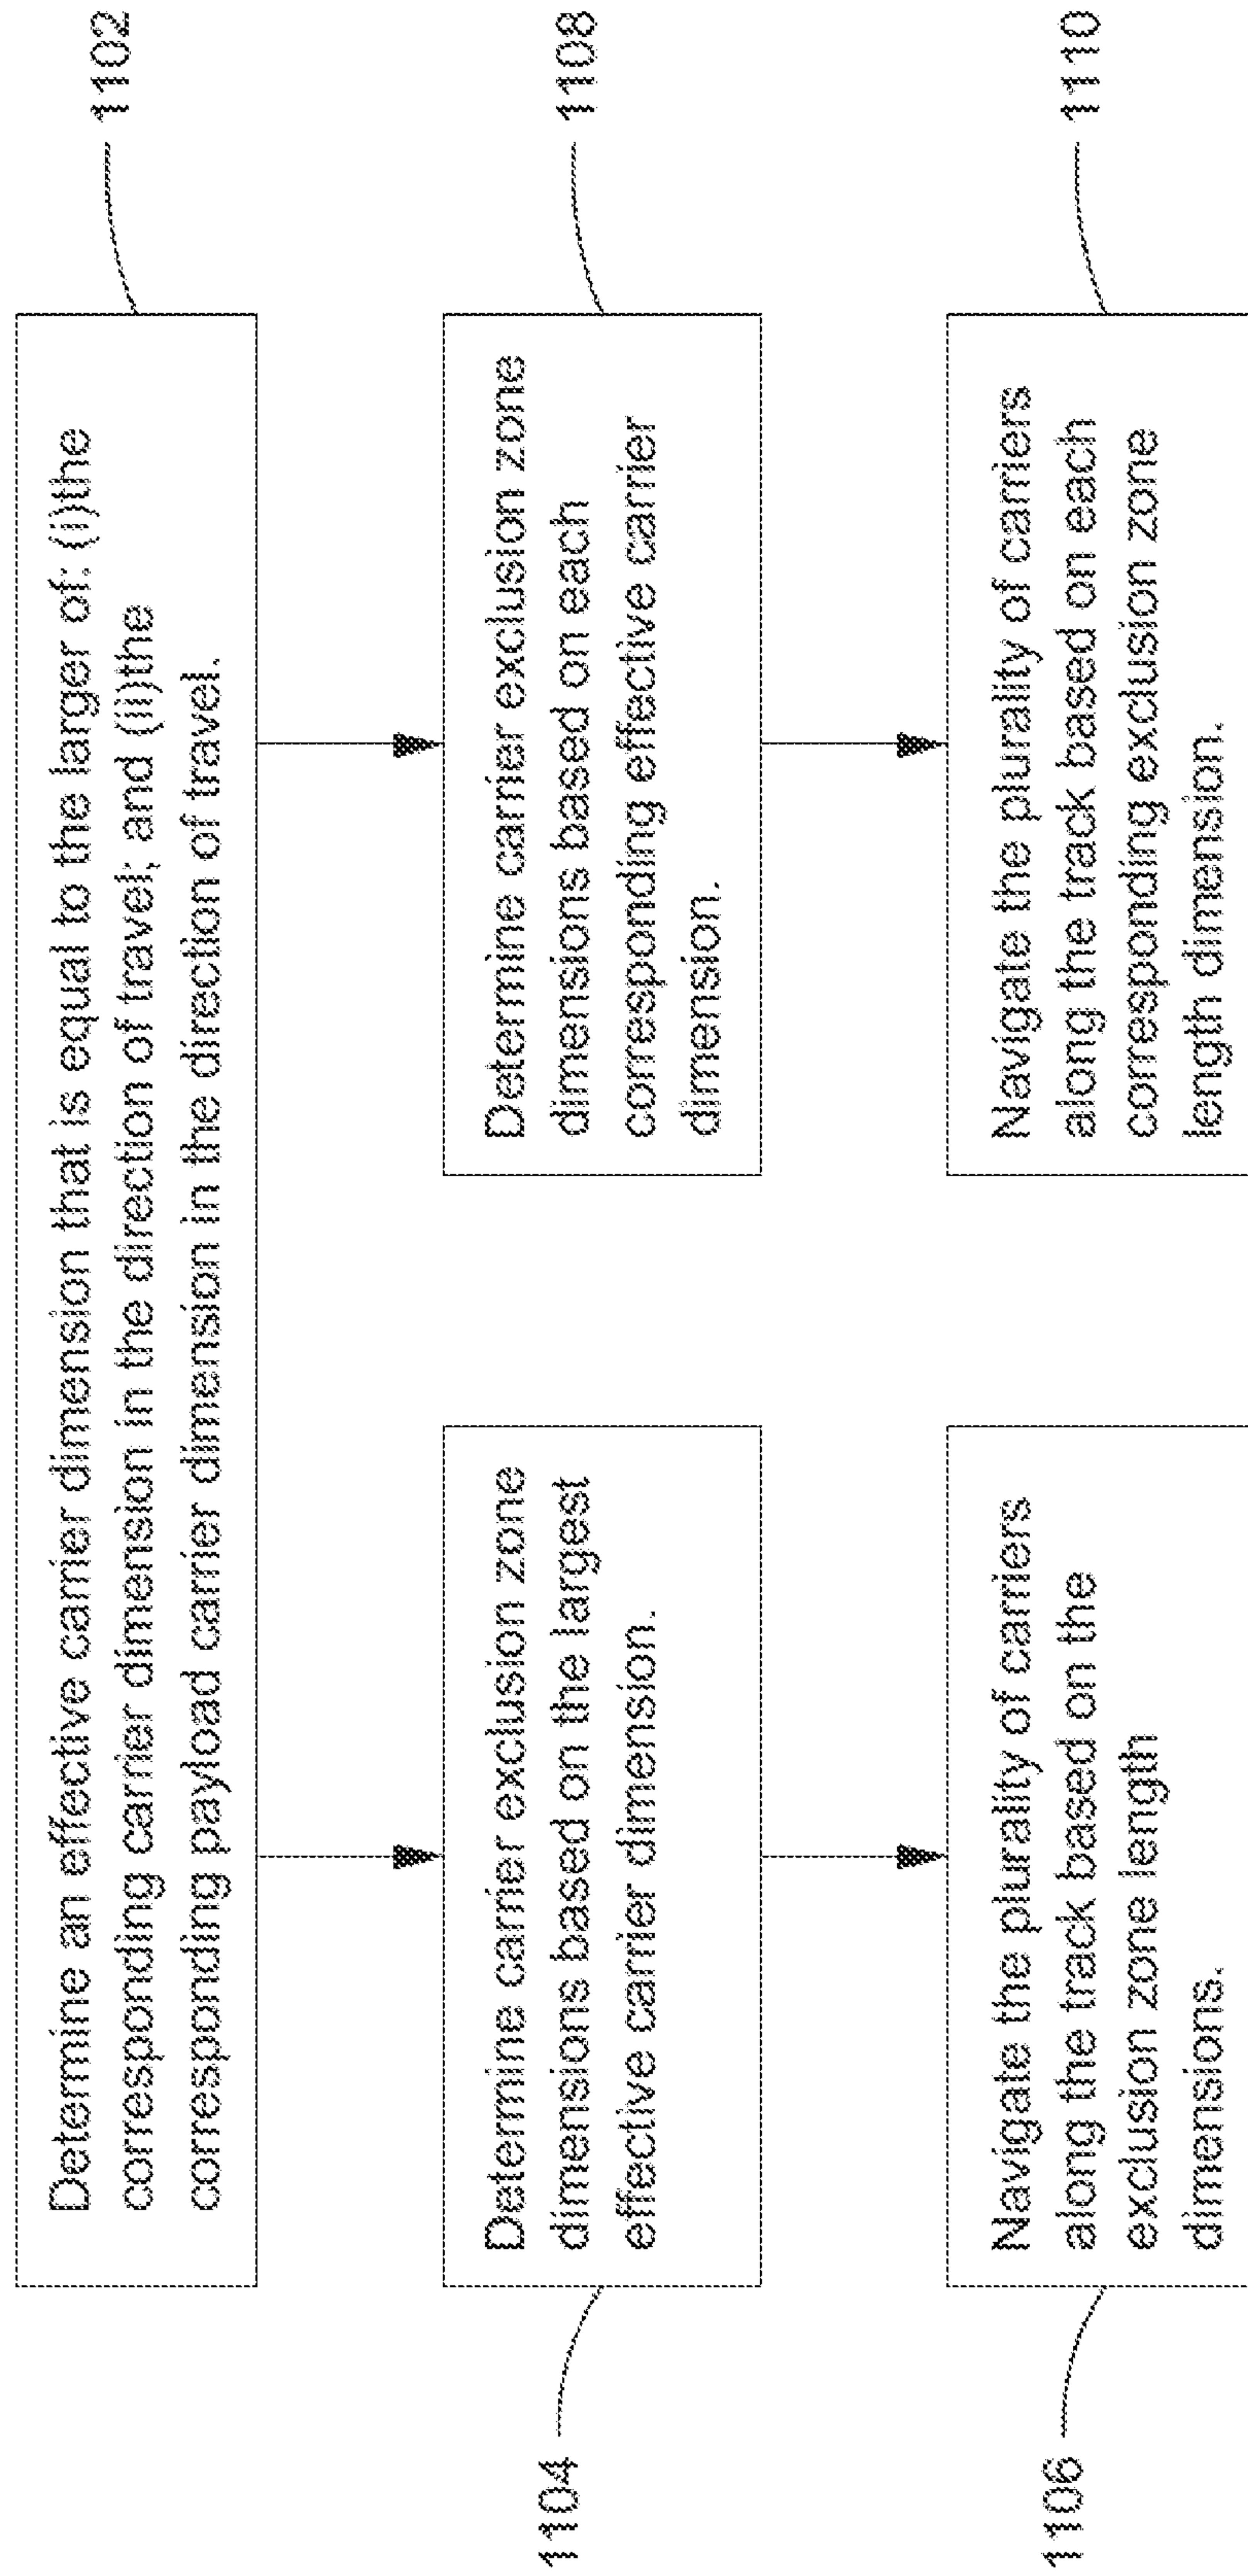 1102
Determine an effective carrier dimension that is equal to the larger of: (i)the
corresponding carrier dimension in the direction of travel; and (ii)the
corresponding payload carrier dimension in the direction of travel.
1104
Determine carrier exclusion zone
dimensions based on the largest
effective carrier dimension.
1108
Determine carrier exclusion zone
dimensions based on each
corresponding effective carrier
dimension.
1106
Navigate the plurality of carriers
along the track based on the
exclusion zone length
dimensions.
1110
Navigate the plurality of carriers
along the track based on each
corresponding exclusion zone
length dimension.